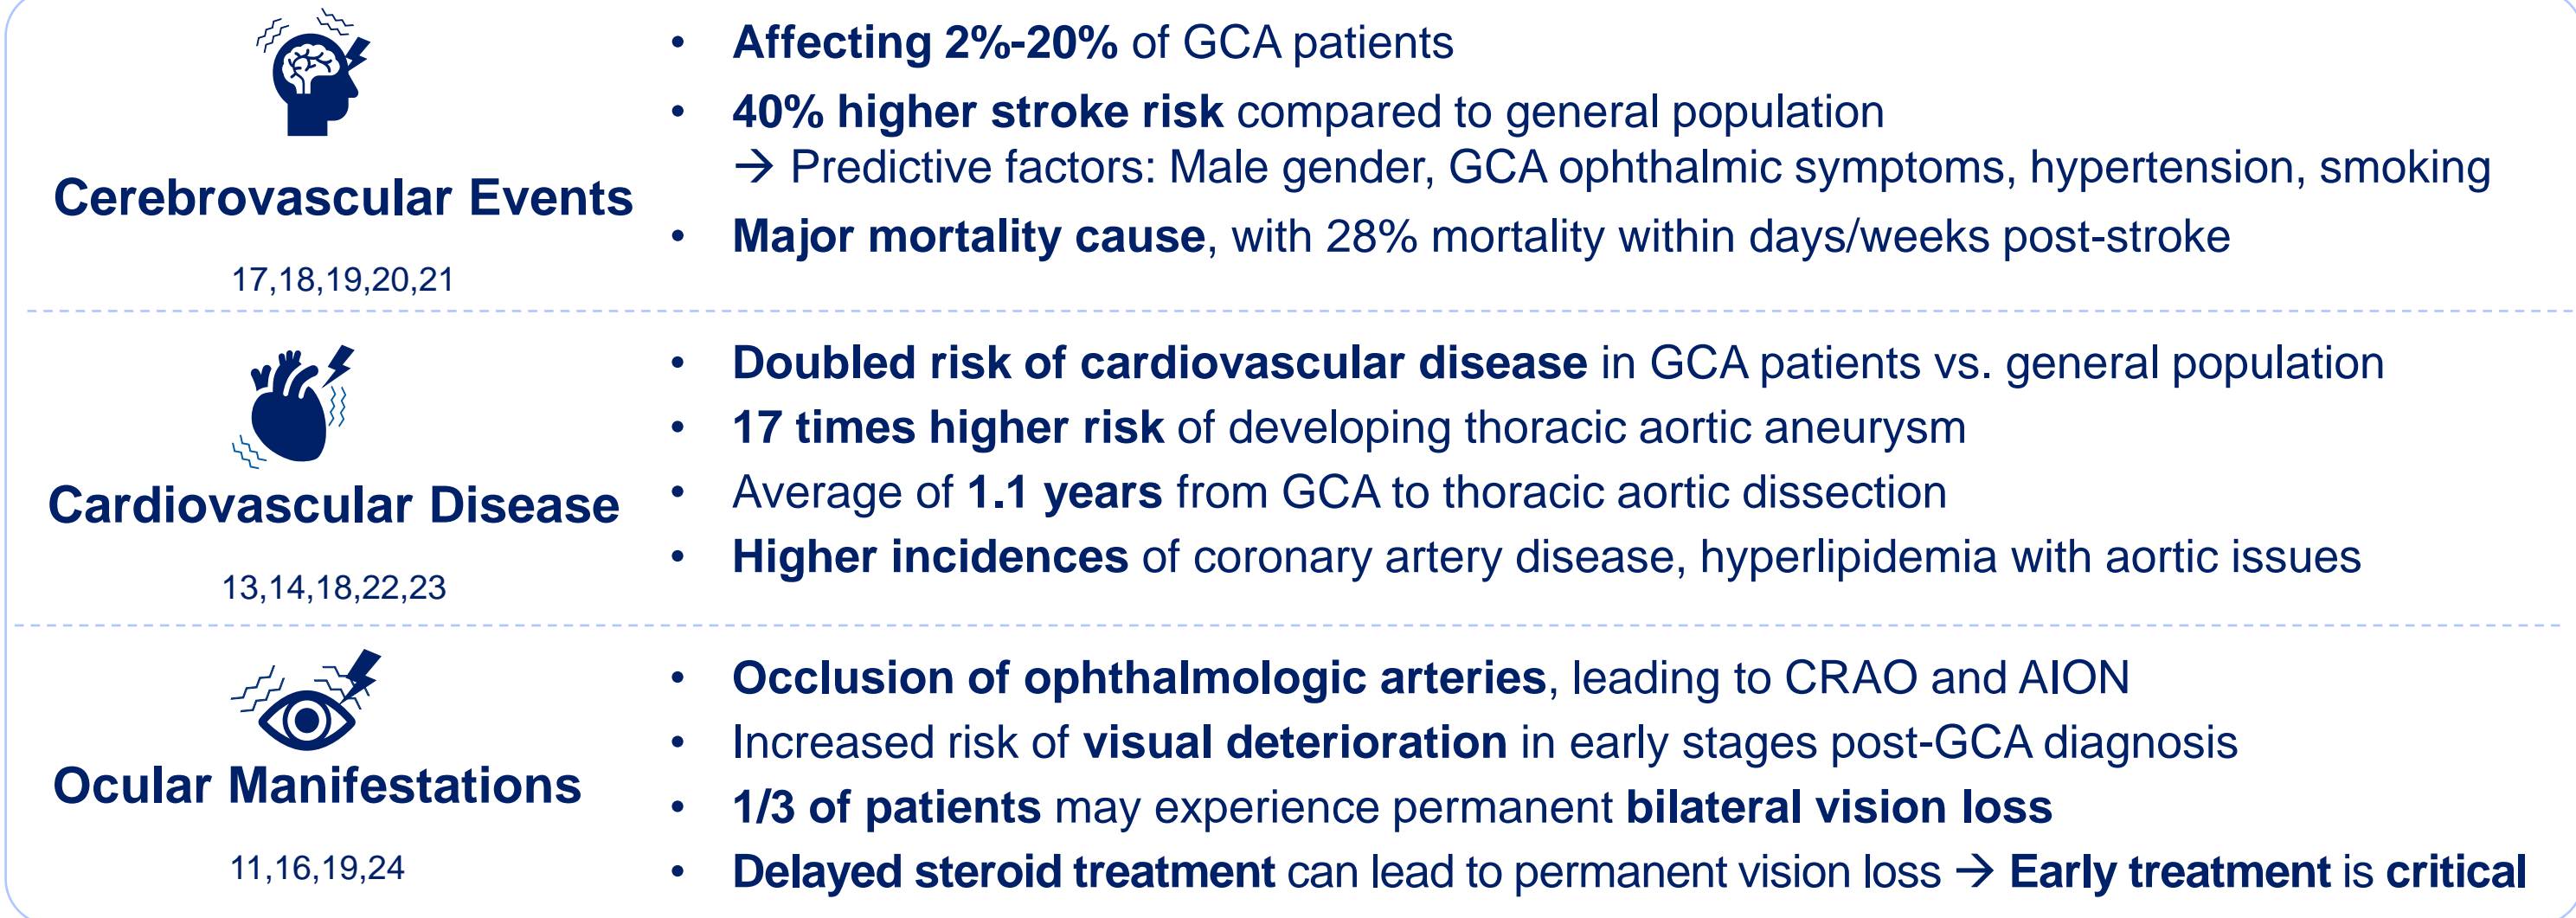 Cerebrovascular Events
17,18,19,20,21
• Affecting 2%-20% of GCA patients
• 40% higher stroke risk compared to general population
→ Predictive factors: Male gender, GCA ophthalmic symptoms, hypertension, smoking
• Major mortality cause, with 28% mortality within days/weeks post-stroke
Cardiovascular Disease
13,14,18,22,23
• Doubled risk of cardiovascular disease in GCA patients vs. general population
• 17 times higher risk of developing thoracic aortic aneurysm
• Average of 1.1 years from GCA to thoracic aortic dissection
• Higher incidences of coronary artery disease, hyperlipidemia with aortic issues
Ocular Manifestations
11,16,19,24
• Occlusion of ophthalmologic arteries, leading to CRAO and AION
• Increased risk of visual deterioration in early stages post-GCA diagnosis
• 1/3 of patients may experience permanent bilateral vision loss
• Delayed steroid treatment can lead to permanent vision loss → Early treatment is critical